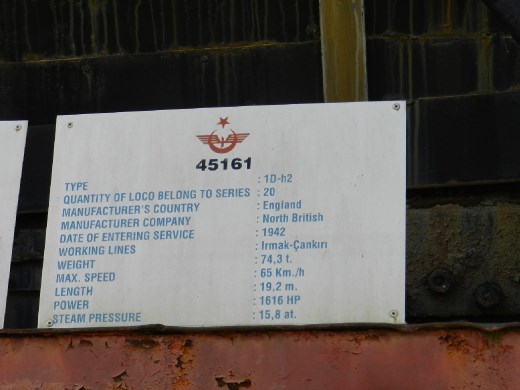 45161
TYPE : 1D-h2
QUANTITY OF LOCO BELONG TO SERIES : 20
MANUFACTURER'S COUNTRY : England
MANUFACTURER COMPANY : North British
DATE OF ENTERING SERVICE : 1942
WORKING LINES : Irmak-Çankırı
WEIGHT : 74,3 t.
MAX. SPEED : 65 Km./h
LENGTH : 19,2 m.
POWER : 1616 HP
STEAM PRESSURE : 15,8 at.